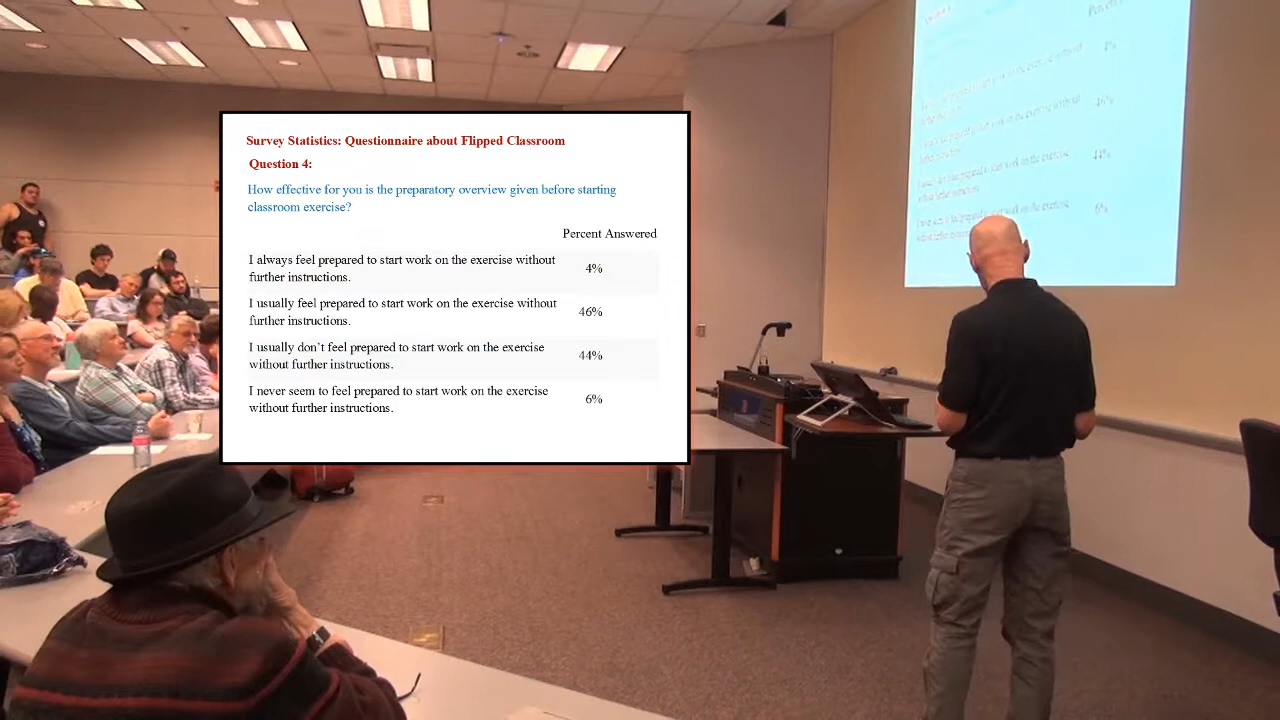 Survey Statistics: Questionnaire about Flipped Classroom
Question 4:
How effective for you is the preparatory overview given before starting
classroom exercise?
Percent Answered
I always feel prepared to start work on the exercise without
further instructions.
4%
I usually feel prepared to start work on the exercise without
further instructions.
46%
I usually don't feel prepared to start work on the exercise
without further instructions.
44%
I never seem to feel prepared to start work on the exercise
without further instructions.
6%
4%
46%
44%
6%